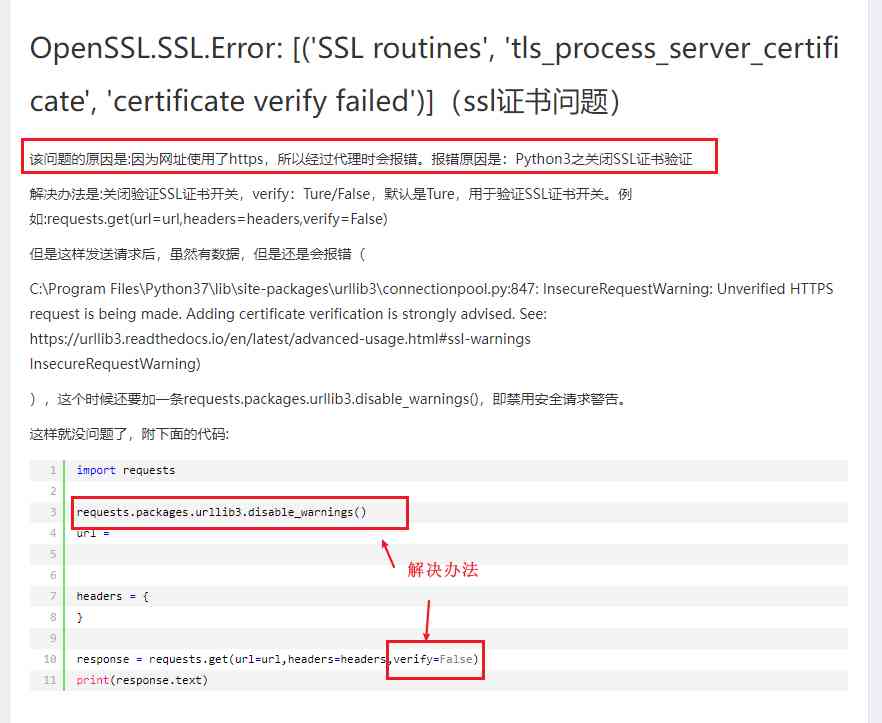 OpenSSL.SSL.Error: [('SSL routines', 'tls_process_server_certifi
cate', 'certificate verify failed')]（ssl证书问题）
该问题的原因是:因为网址使用了https，所以经过代理时会报错。报错原因是：Python3之关闭SSL证书验证
解决办法是:关闭验证SSL证书开关，verify：Ture/False，默认是Ture，用于验证SSL证书开关。例
如:requests.get(url=url,headers=headers,verify=False)
但是这样发送请求后，虽然有数据，但是还是会报错（
C:\Program Files\Python37\lib\site-packages\urllib3\connectionpool.py:847: InsecureRequestWarning: Unverified HTTPS
request is being made. Adding certificate verification is strongly advised. See:
https://urllib3.readthedocs.io/en/latest/advanced-usage.html#ssl-warnings
InsecureRequestWarning)
），这个时候还要加一条requests.packages.urllib3.disable_warnings()，即禁用安全请求警告。
这样就没问题了，附下面的代码:
1 import requests
2
3 requests.packages.urllib3.disable_warnings()
4 url =
5
解决办法
6
7 headers = {
8 }
9
10 response = requests.get(url=url,headers=headers,verify=False)
11 print(response.text)